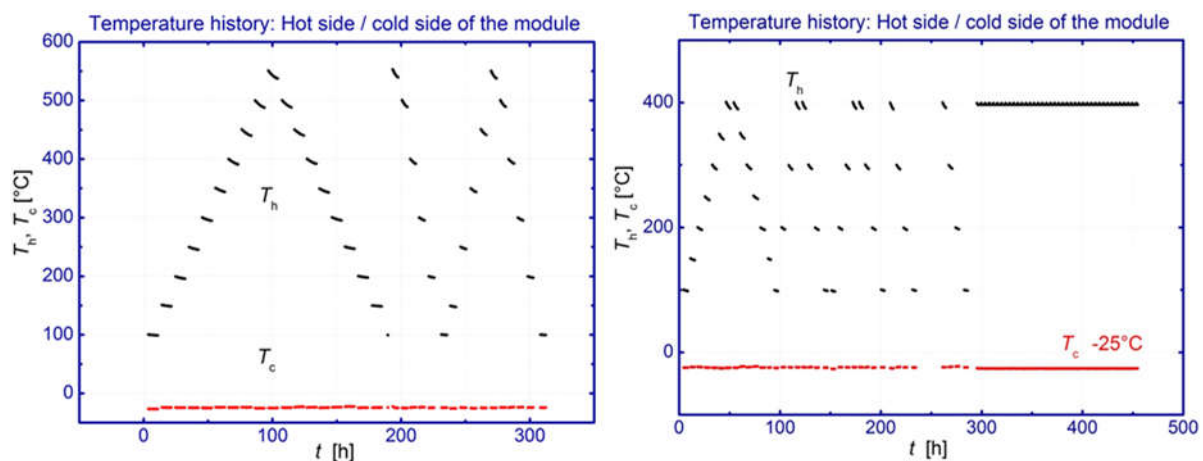 Temperature history: Hot side / cold side of the module
600
500
400
300
200
100
0
Th, Tc [°C]
Th
Tc
0
100
200
300
t [h]
Temperature history: Hot side / cold side of the module
400
200
0
Th, Tc [°C]
Th
Tc -25°C
0
100
200
300
400
500
t [h]